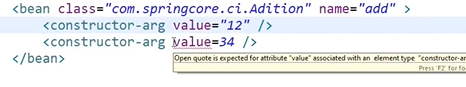 <bean class="com.springcore.ci.Adition" name="add" >
<constructor-arg value="12" />
<constructor-arg value=34 />
</bean>
Open quote is expected for attribute "value" associated with an element type "constructor-ar
Press 'F2' for fo